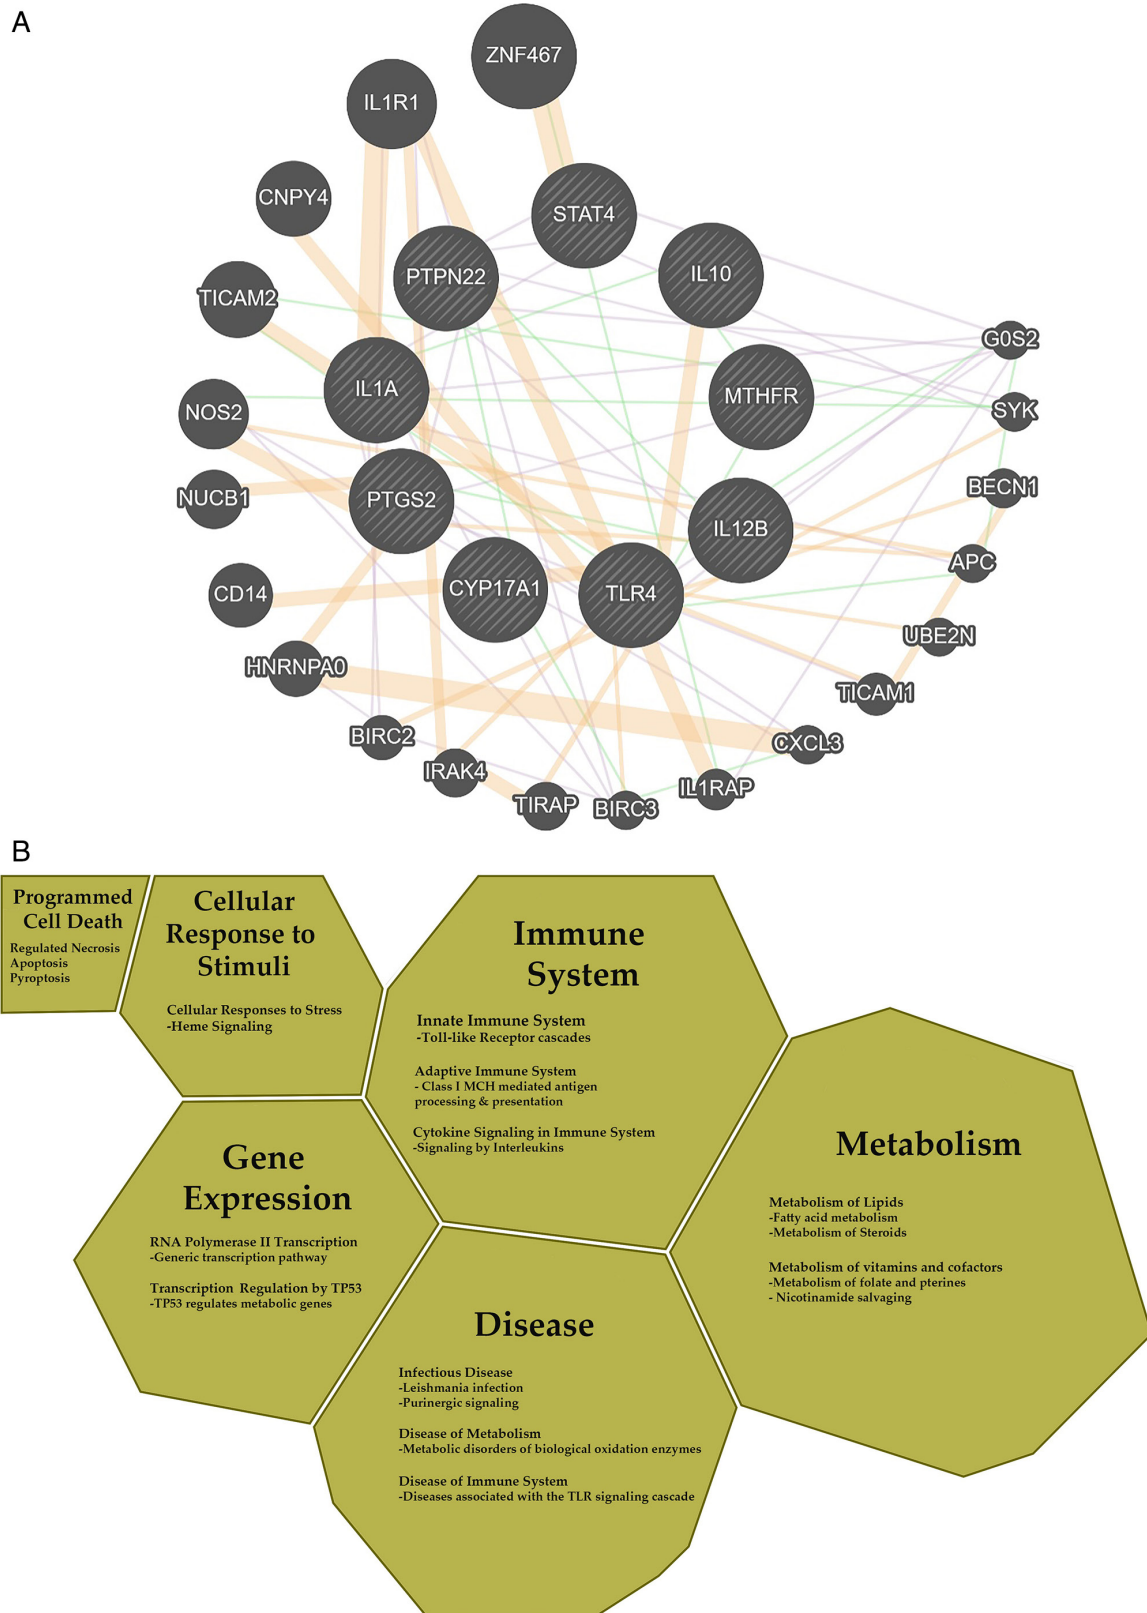 A
ZNF467
IL1R1
CNPY4
STAT4
PTPN22
IL10
TICAM2
G0S2
IL1A
MTHFR
NOS2
SYK
NUCB1
PTGS2
BECN1
IL12B
APC
CD14
CYP17A1
TLR4
UBE2N
HNRNPA0
TICAM1
BIRC2
CXCL3
IRAK4
IL1RAP
TIRAP
BIRC3
B
Programmed
Cell Death
Regulated Necrosis
Apoptosis
Pyroptosis
Cellular
Response to
Stimuli
Cellular Responses to Stress
-Heme Signaling
Immune
System
Innate Immune System
-Toll-like Receptor cascades
Adaptive Immune System
- Class I MCH mediated antigen
processing & presentation
Cytokine Signaling in Immune System
-Signaling by Interleukins
Gene
Expression
RNA Polymerase II Transcription
-Generic transcription pathway
Transcription Regulation by TP53
-TP53 regulates metabolic genes
Metabolism
Metabolism of Lipids
-Fatty acid metabolism
-Metabolism of Steroids
Metabolism of vitamins and cofactors
-Metabolism of folate and pterines
- Nicotinamide salvaging
Disease
Infectious Disease
-Leishmania infection
-Purinergic signaling
Disease of Metabolism
-Metabolic disorders of biological oxidation enzymes
Disease of Immune System
-Diseases associated with the TLR signaling cascade